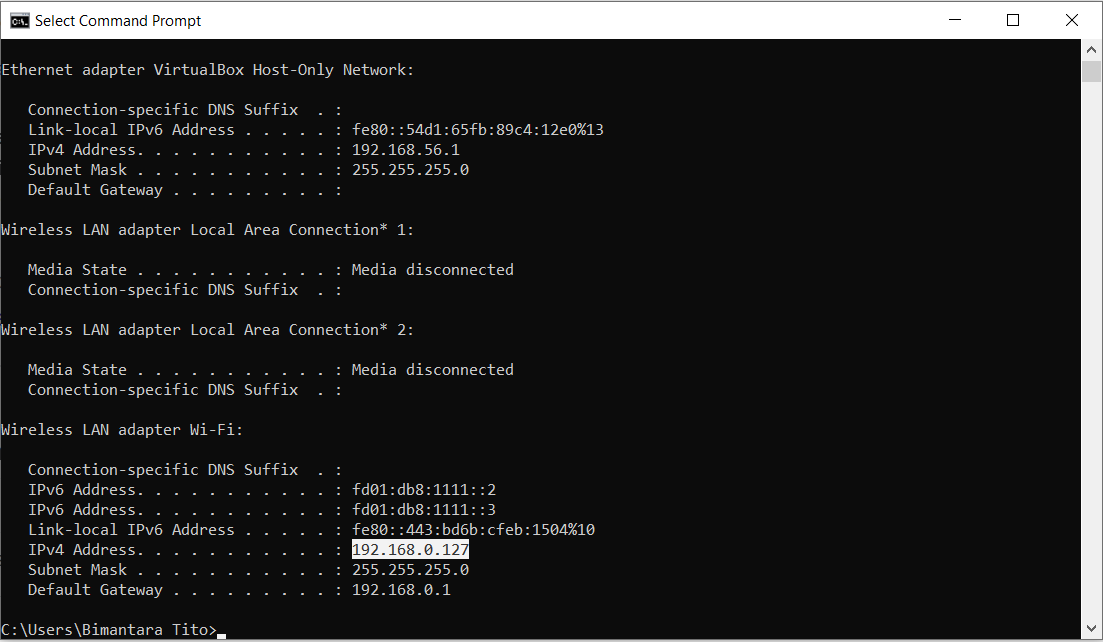 Select Command Prompt
Ethernet adapter VirtualBox Host-Only Network:
Connection-specific DNS Suffix  . :
Link-local IPv6 Address . . . . . : fe80::54d1:65fb:89c4:12e0%13
IPv4 Address. . . . . . . . . . . : 192.168.56.1
Subnet Mask . . . . . . . . . . . : 255.255.255.0
Default Gateway . . . . . . . . . :
Wireless LAN adapter Local Area Connection* 1:
Media State . . . . . . . . . . . : Media disconnected
Connection-specific DNS Suffix  . :
Wireless LAN adapter Local Area Connection* 2:
Media State . . . . . . . . . . . : Media disconnected
Connection-specific DNS Suffix  . :
Wireless LAN adapter Wi-Fi:
Connection-specific DNS Suffix  . :
IPv6 Address. . . . . . . . . . . : fd01:db8:1111::2
IPv6 Address. . . . . . . . . . . : fd01:db8:1111::3
Link-local IPv6 Address . . . . . : fe80::443:bd6b:cfeb:1504%10
IPv4 Address. . . . . . . . . . . : 192.168.0.127
Subnet Mask . . . . . . . . . . . : 255.255.255.0
Default Gateway . . . . . . . . . : 192.168.0.1
C:\Users\Bimantara Tito>